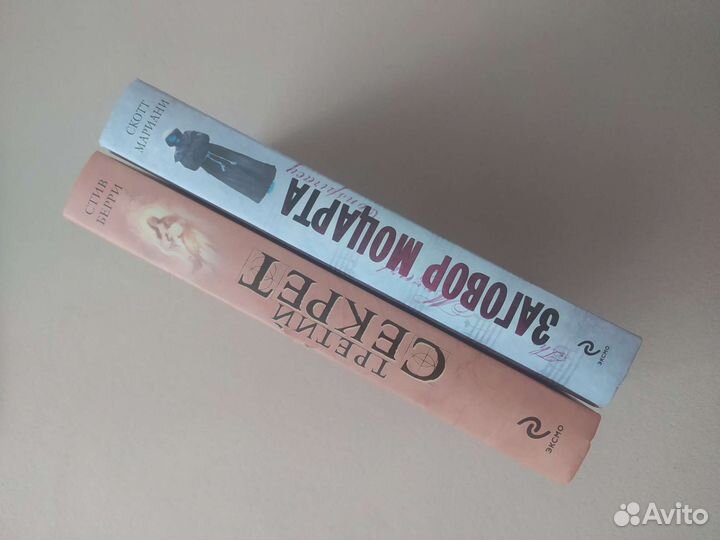 СКОТТ
МАРИАНИ
ЗАГОВОР МОЦАРТА
ЭКСМО
СТИВ
БЕРРИ
ТРЕТИЙ
СЕКРЕТ
ЭКСМО
Avito